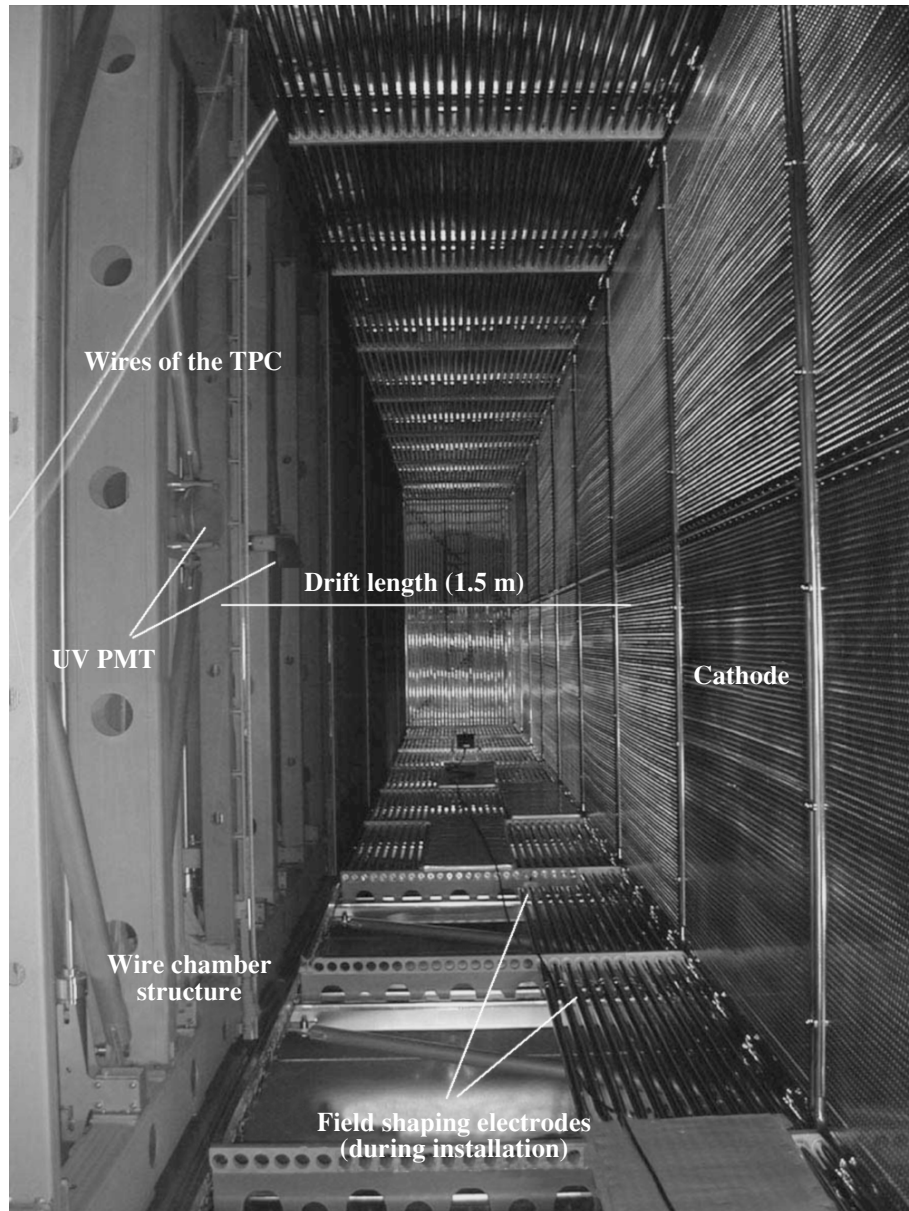 Wires of the TPC
Drift length (1.5 m)
UV PMT
Cathode
Wire chamber
structure
Field shaping electrodes
(during installation)